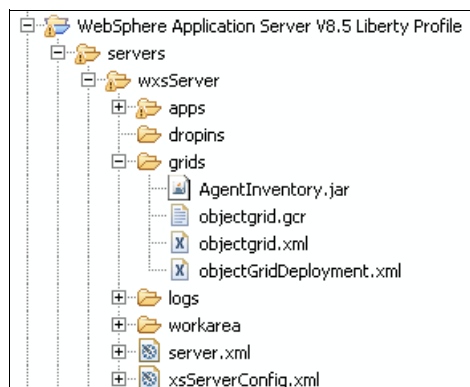 WebSphere Application Server V8.5 Liberty Profile
servers
wxsServer
apps
dropins
grids
AgentInventory.jar
objectgrid.gcr
objectgrid.xml
objectGridDeployment.xml
logs
workarea
server.xml
xsServerConfig.xml